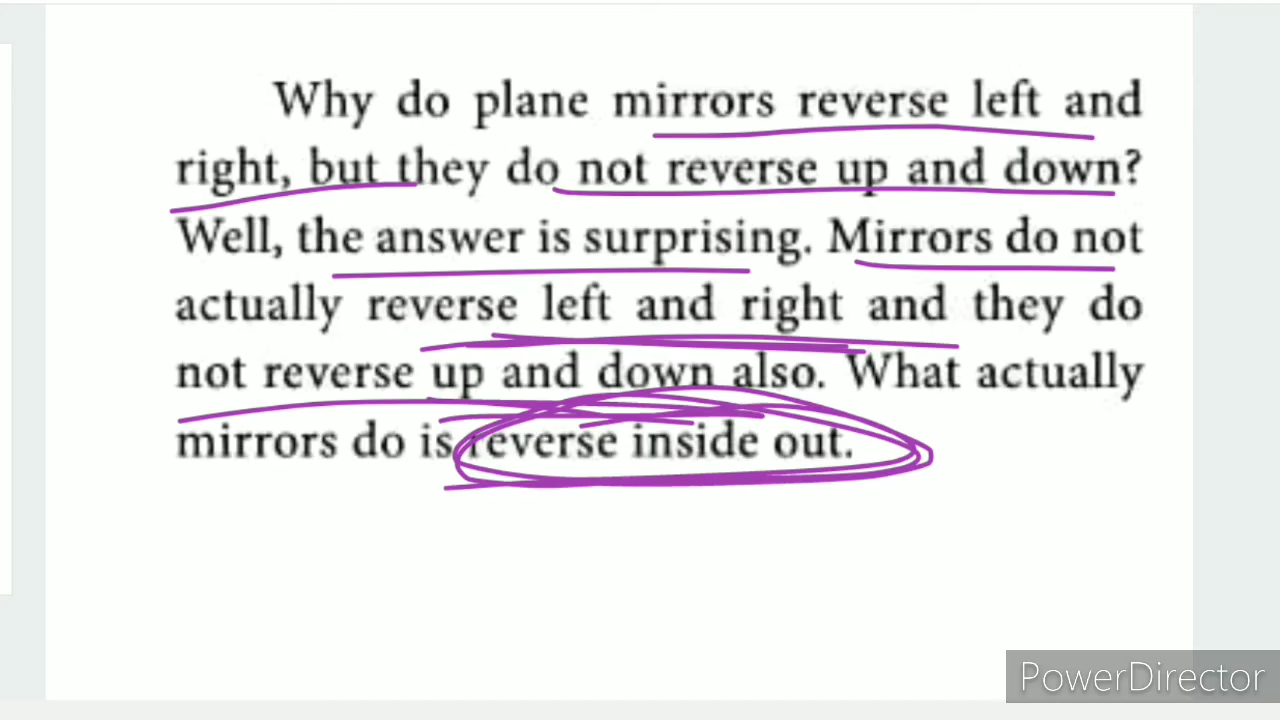 Why do plane mirrors reverse left and
right, but they do not reverse up and down?
Well, the answer is surprising. Mirrors do not
actually reverse left and right and they do
not reverse up and down also. What actually
mirrors do is reverse inside out.
PowerDirector